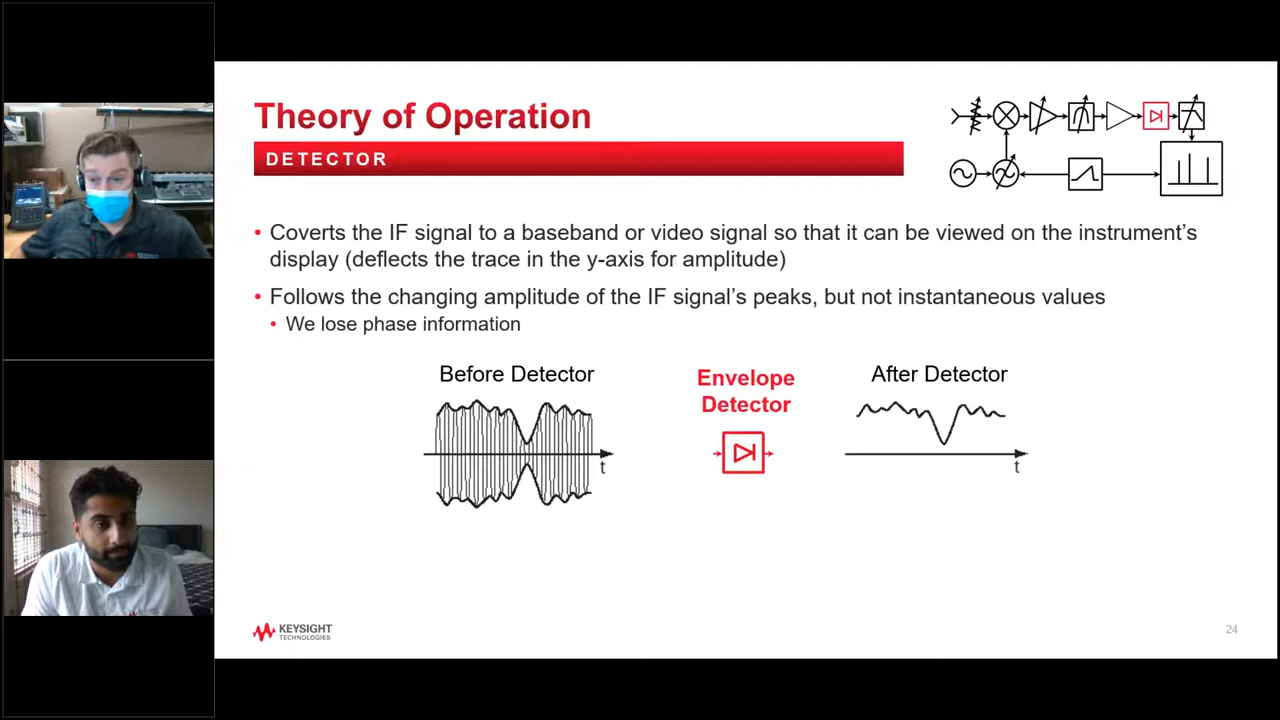 Theory of Operation
DETECTOR
• Coverts the IF signal to a baseband or video signal so that it can be viewed on the instrument's
display (deflects the trace in the y-axis for amplitude)
• Follows the changing amplitude of the IF signal's peaks, but not instantaneous values
• We lose phase information
Before Detector
Envelope
Detector
After Detector
t
t
KEYSIGHT
TECHNOLOGIES
24